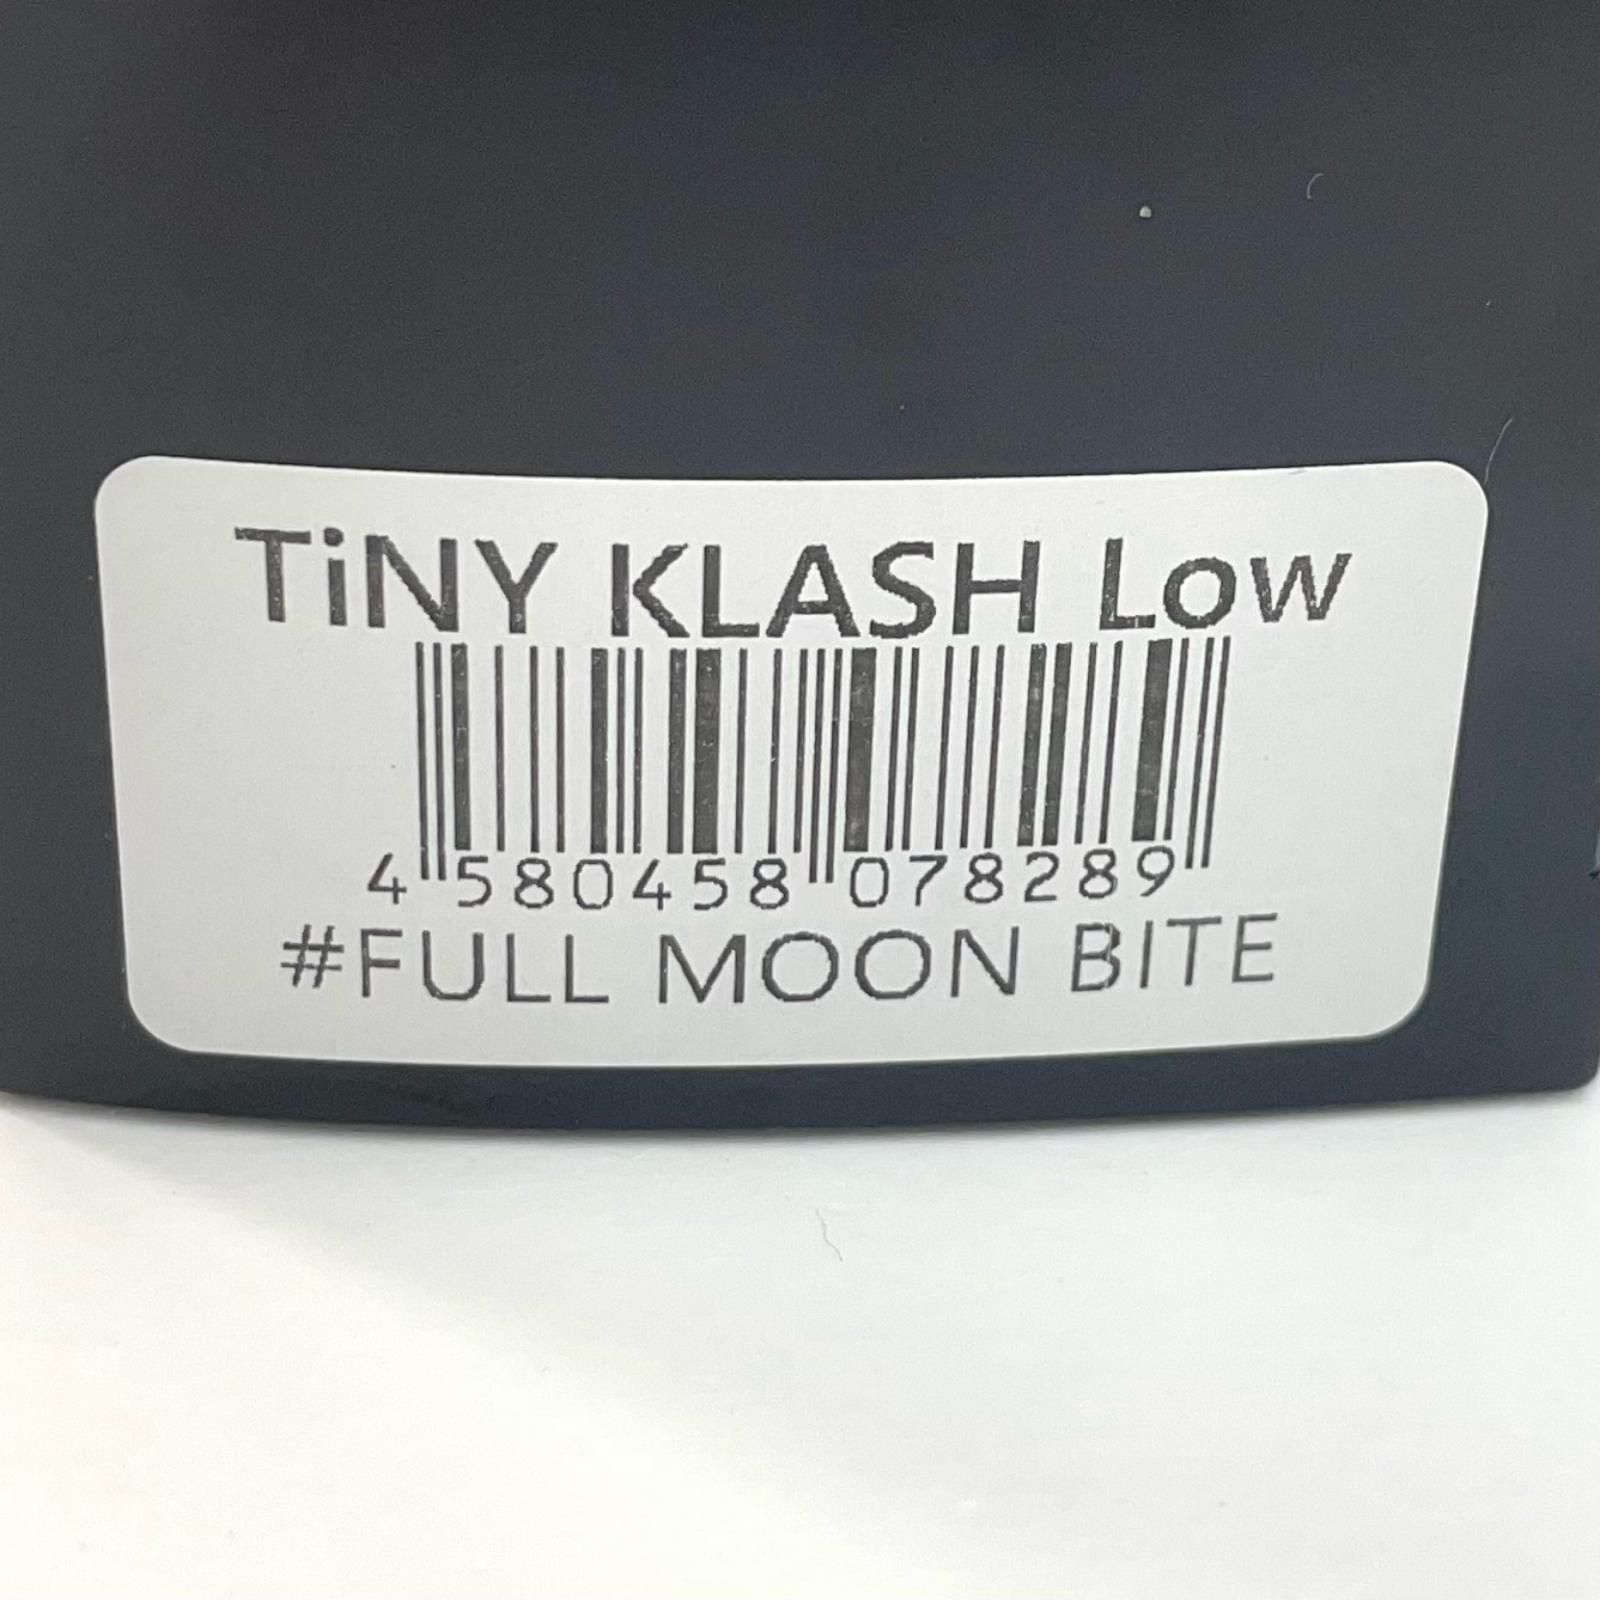 TiNY KLASH Low
4 580458 078289
#FULL MOON BITE